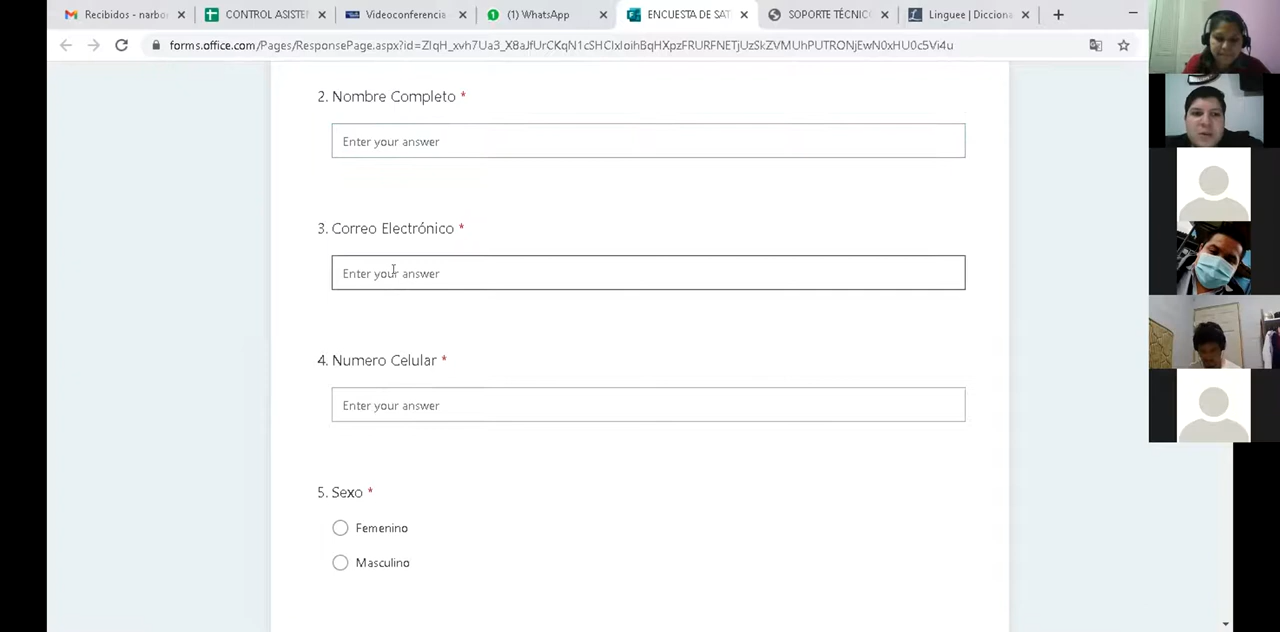 Recibidos - narbo
CONTROL ASISTE
Videoconferencia
(1) WhatsApp
ENCUESTA DE SAT
SOPORTE TÉCNIC
Linguee | Dicciona
forms.office.com/Pages/ResponsePage.aspx?id=ZIqH_xvh7Ua3_X8aJfUrCKqN1cSHCIxIoihBqHXpzFRURFNETjUzSkZVMUhPUTRONjEwN0xHU0c5Vi4u
2. Nombre Completo *
Enter your answer
3. Correo Electrónico *
Enter your answer
4. Numero Celular *
Enter your answer
5. Sexo *
Femenino
Masculino